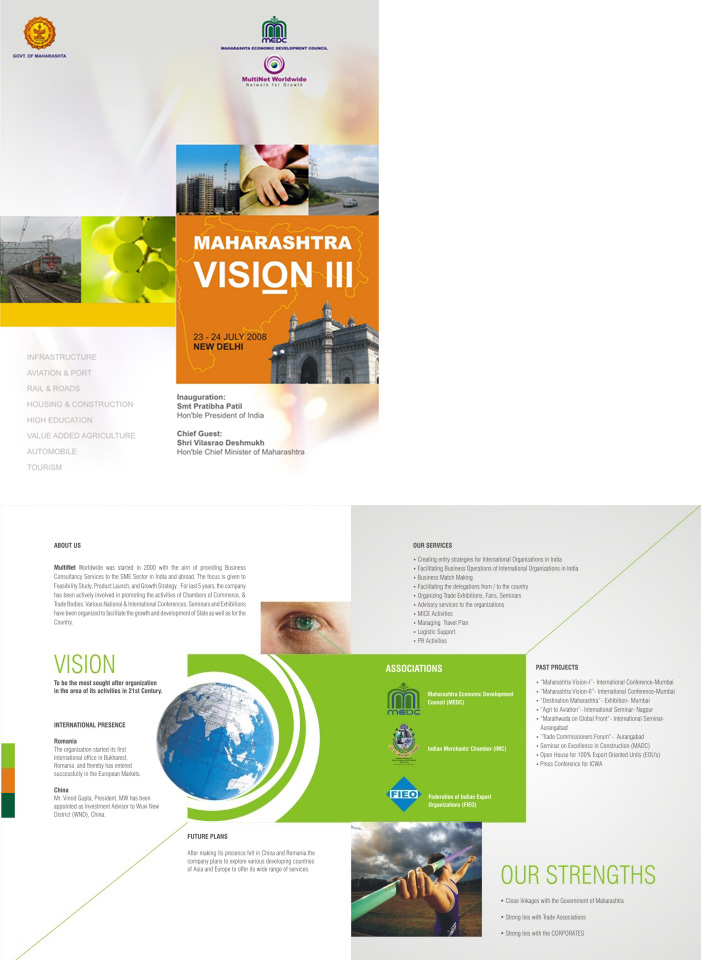 GOVT. OF MAHARASHTA
MEDC
MAHARASHTA ECONOMIC DEVELOPMENT COUNCIL
MultiNet Worldwide
Network for Growth
MAHARASHTRA
VISION III
23 - 24 JULY 2008
NEW DELHI
INFRASTRUCTURE
AVIATION & PORT
RAIL & ROADS
HOUSING & CONSTRUCTION
HIGH EDUCATION
VALUE ADDED AGRICULTURE
AUTOMOBILE
TOURISM
Inauguration:
Smt Pratibha Patil
Hon'ble President of India
Chief Guest:
Shri Vilasrao Deshmukh
Hon'ble Chief Minister of Maharashtra
ABOUT US
MultiNet Worldwide was started in 2000 with the aim of providing Business
Consultancy Services to the SME Sector in India and abroad. The focus is given to
Feasibility Study, Product Launch, and Growth Strategy. For last 5 years, the company
has been actively involved in promoting the activities of Chambers of Commerce, &
Trade Bodies. Various National & International Conferences, Seminars and Exhibitions
have been organized to facilitate the growth and development of State as well as for the
Country.
VISION
To be the most sought after organization
in the area of its activities in 21st Century.
INTERNATIONAL PRESENCE
Romania
The organization started its first
International office in Bukharest,
Romania and thereby has entered
successfully in the European Markets.
China
Mr. Vinod Gupta, President, MW has been
appointed as Investment Advisor to Wuxi New
District (WND), China.
FUTURE PLANS
After making its presence felt in China and Romania the
company plans to explore various developing countries
of Asia and Europe to offer its wide range of services.
OUR SERVICES
• Creating entry strategies for International Organizations in India
• Facilitating Business Operations of International Organizations in India
• Business Match Making
• Facilitating the delegations from / to the country
• Organizing Trade Exhibitions, Fairs, Seminars
• Advisory services to the organizations
• MICE Activities
• Managing Travel Plan
• Logistic Support
• PR Activities
ASSOCIATIONS
MEDC
Maharashtra Economic Development
Council (MEDC)
Indian Merchants' Chamber (IMC)
FIEO
Federation of Indian Export
Organizations (FIEO)
PAST PROJECTS
• "Maharashtra Vision-I"- International Conference-Mumbai
• "Maharashtra Vision-II"- International Conference-Mumbai
• "Destination Maharashtra"- Exhibition- Mumbai
• "Agri to Aviation"- International Seminar- Nagpur
• "Marathwada on Global Front"- International Seminar-
Aurangabad
• "Trade Commissioners Forum"- Aurangabad
• Seminar on Excellence in Construction (MADC)
• Open House for 100% Export Oriented Units (EOU's)
• Press Conference for ICWA
OUR STRENGTHS
• Close linkages with the Government of Maharashtra
• Strong ties with Trade Associations
• Strong ties with the CORPORATES